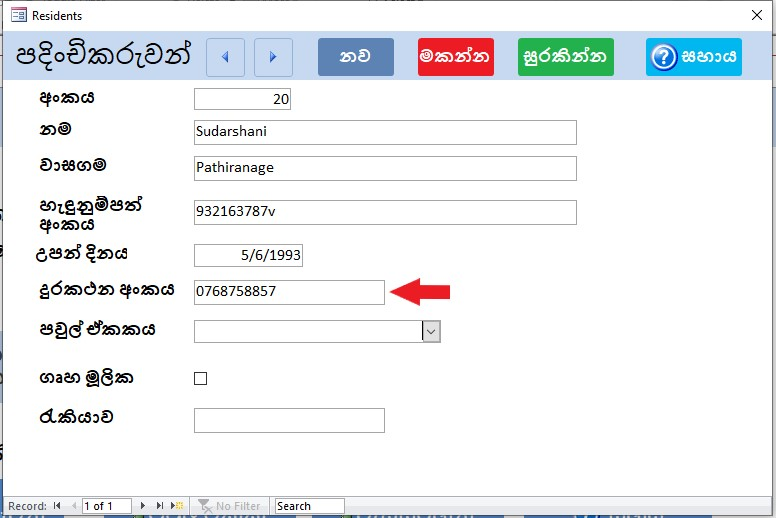 Residents
පදිංචිකරුවන්
නව
මකන්න
සුරකින්න
? සහාය
අංකය 20
නම Sudarshani
වාසගම Pathiranage
හැඳුනුම්පත් අංකය 932163787v
උපන් දිනය 5/6/1993
දුරකථන අංකය 0768758857
පවුල් ඒකකය
ගෘහ මූලික
රැකියාව
Record: 1 of 1 No Filter Search